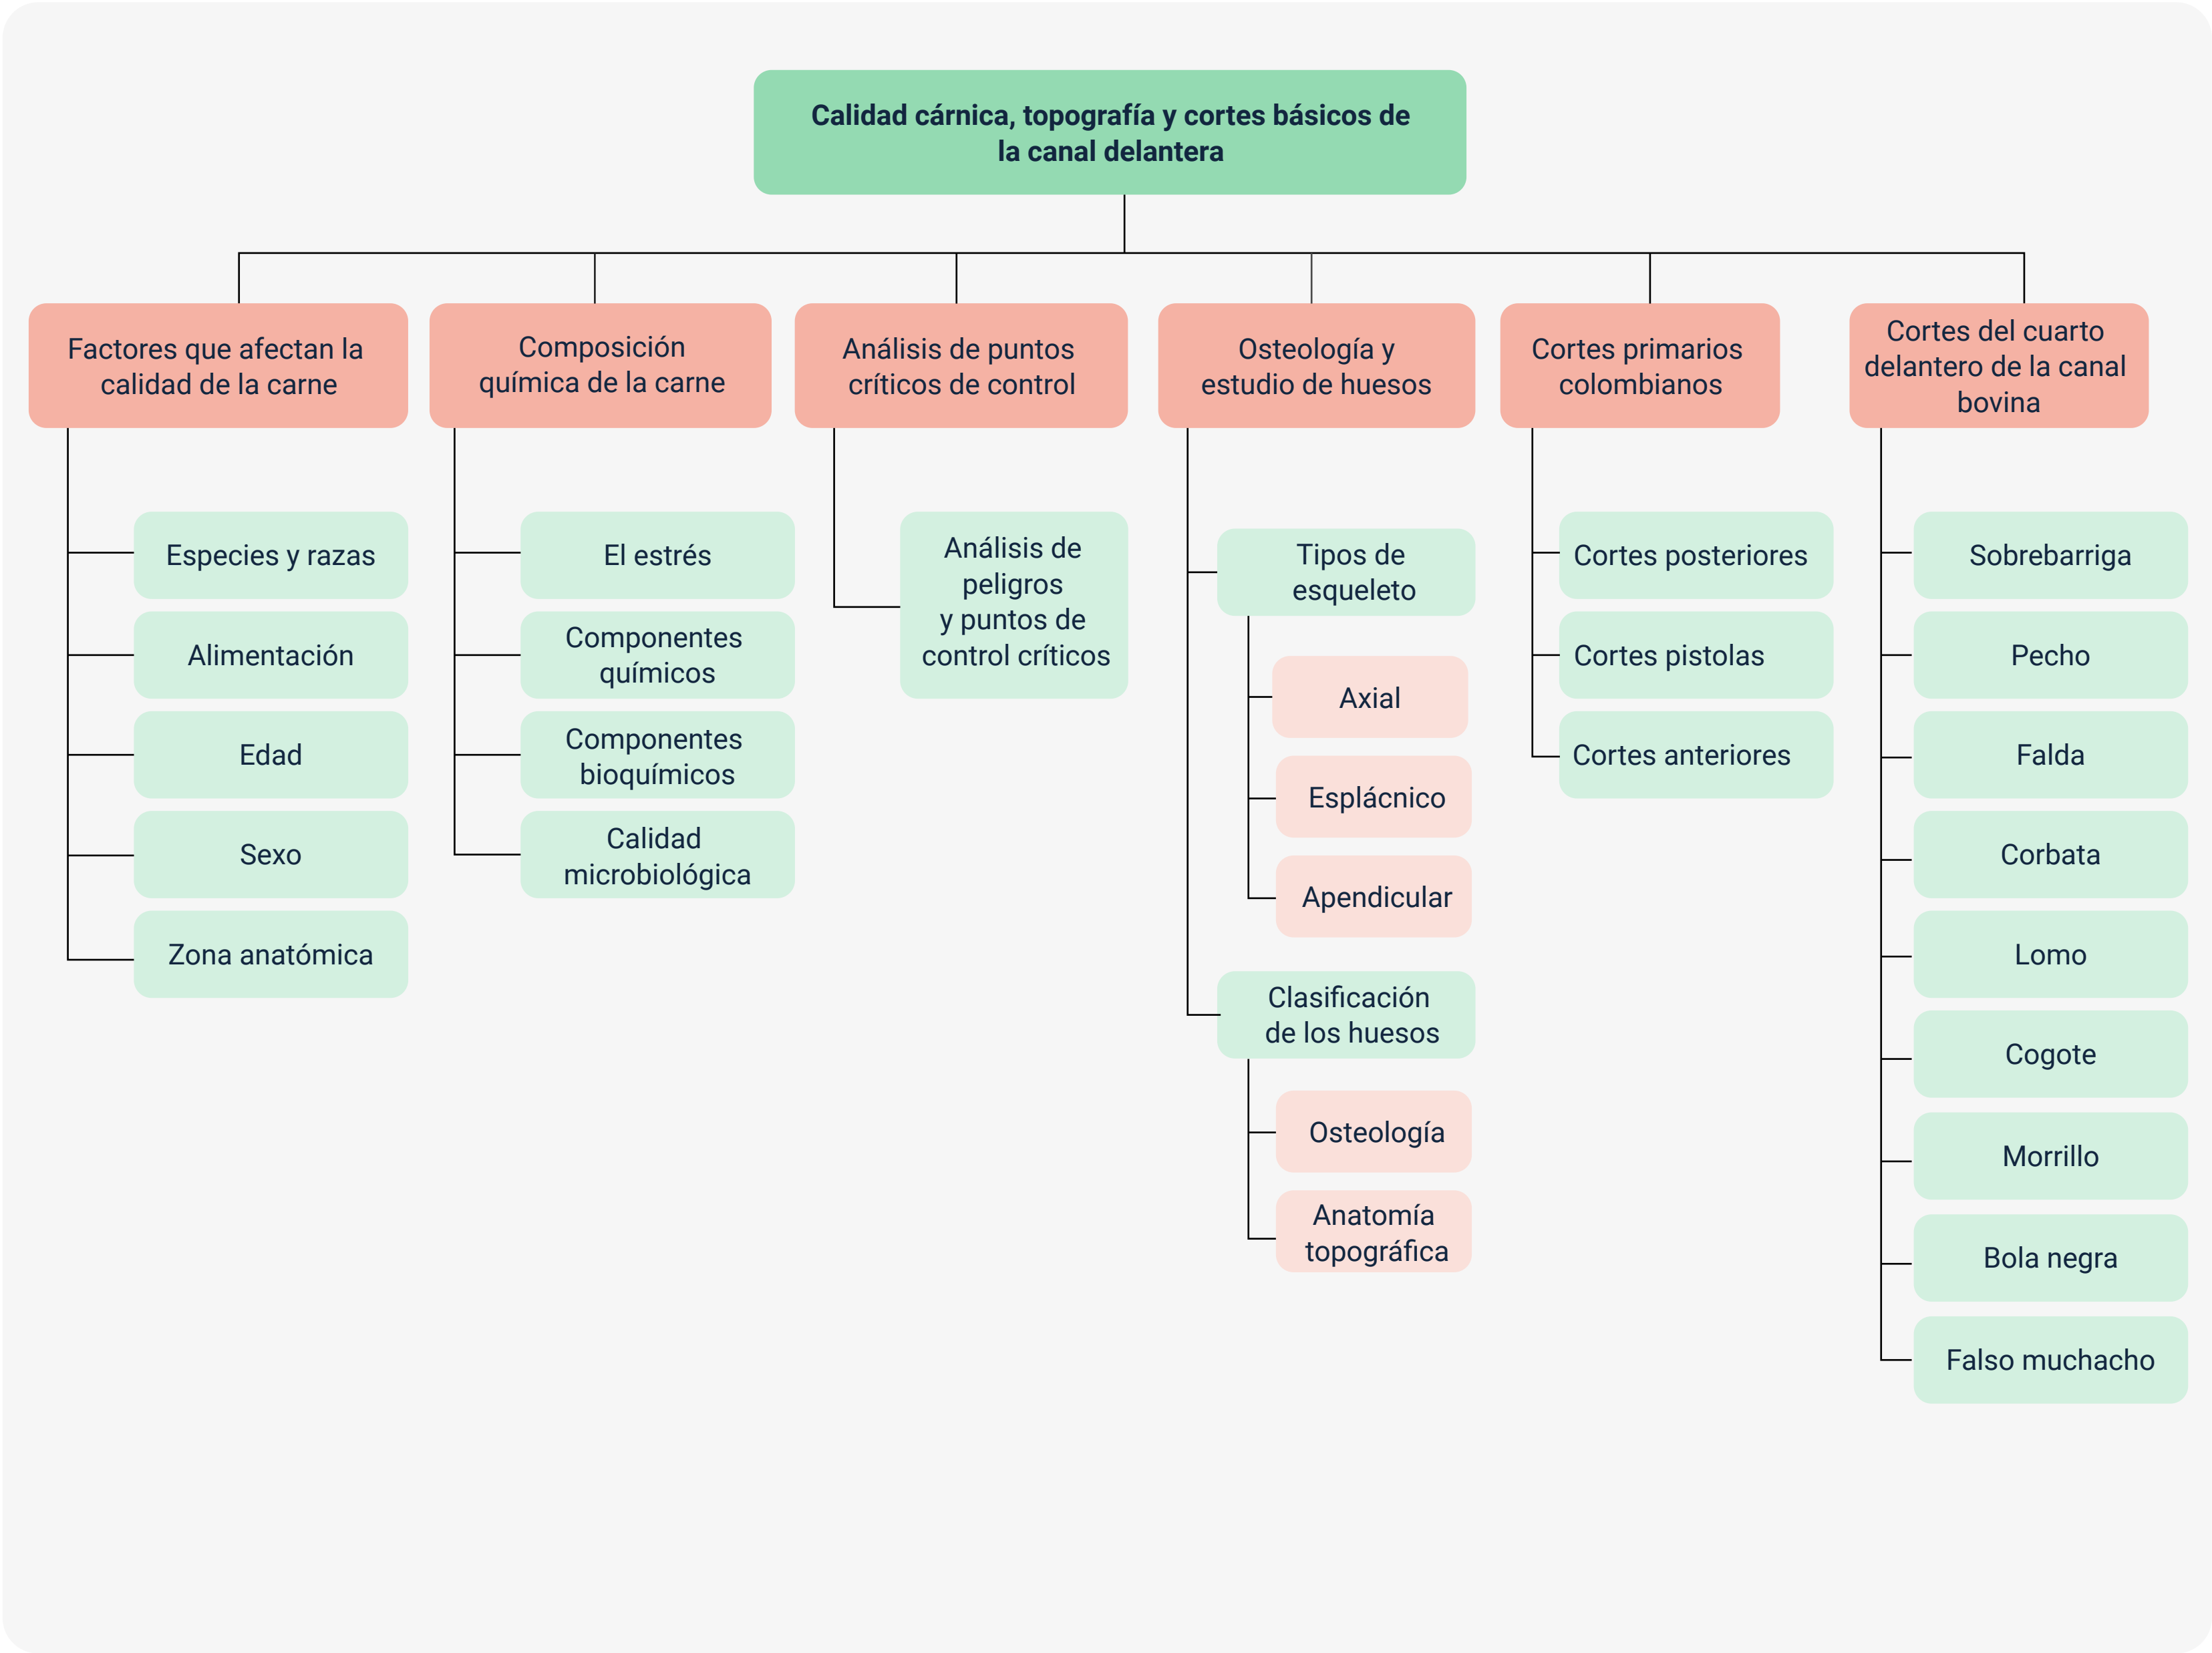 Calidad cárnica, topografía y cortes básicos de
la canal delantera
Factores que afectan la
calidad de la carne
Especies y razas
Alimentación
Edad
Sexo
Zona anatómica
Composición
química de la carne
El estrés
Componentes
químicos
Componentes
bioquímicos
Calidad
microbiológica
Análisis de puntos
críticos de control
Análisis de
peligros
y puntos de
control críticos
Osteología y
estudio de huesos
Tipos de
esqueleto
Axial
Esplácnico
Apendicular
Clasificación
de los huesos
Osteología
Anatomía
topográfica
Cortes primarios
colombianos
Cortes posteriores
Cortes pistolas
Cortes anteriores
Cortes del cuarto
delantero de la canal
bovina
Sobrebarriga
Pecho
Falda
Corbata
Lomo
Cogote
Morrillo
Bola negra
Falso muchacho